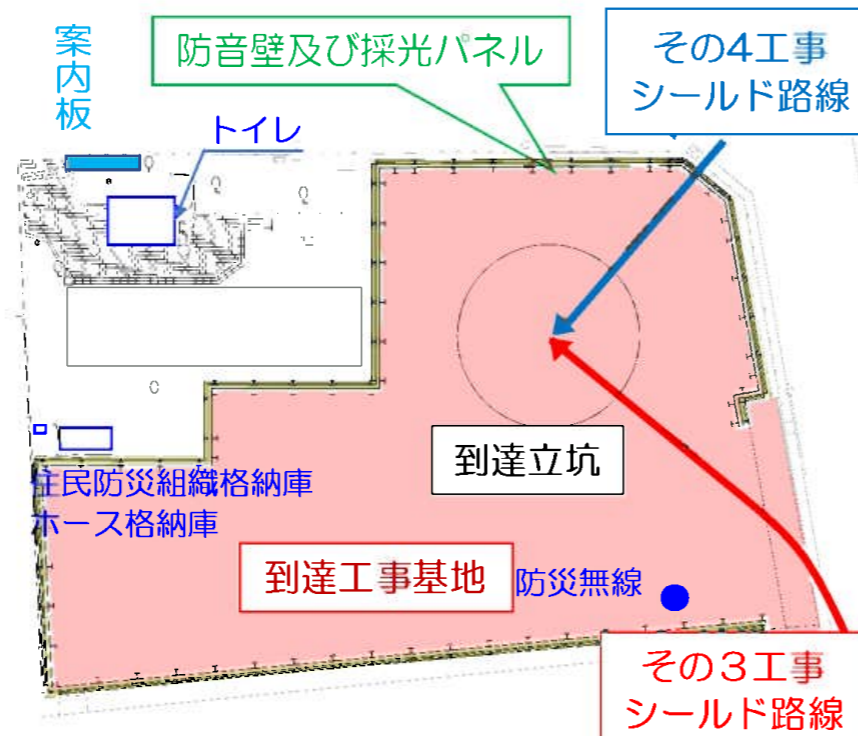 案内板
防音壁及び採光パネル
その4工事
シールド路線
トイレ
到達立坑
住民防災組織格納庫
ホース格納庫
到達工事基地
防災無線
その3工事
シールド路線